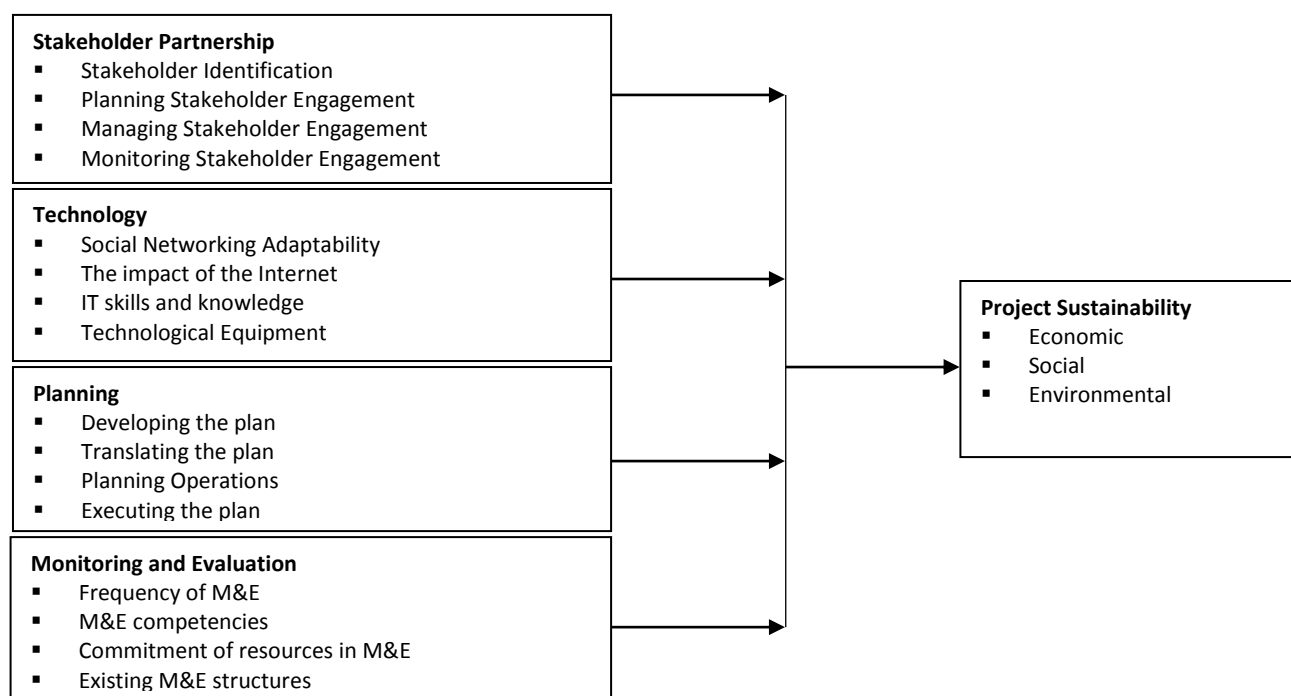 Stakeholder Partnership
▪ Stakeholder Identification
▪ Planning Stakeholder Engagement
▪ Managing Stakeholder Engagement
▪ Monitoring Stakeholder Engagement
Technology
▪ Social Networking Adaptability
▪ The impact of the Internet
▪ IT skills and knowledge
▪ Technological Equipment
Planning
▪ Developing the plan
▪ Translating the plan
▪ Planning Operations
▪ Executing the plan
Monitoring and Evaluation
▪ Frequency of M&E
▪ M&E competencies
▪ Commitment of resources in M&E
▪ Existing M&E structures
Project Sustainability
▪ Economic
▪ Social
▪ Environmental